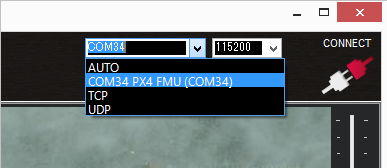 COM34
115200
CONNECT
AUTO
COM34 PX4 FMU (COM34)
TCP
UDP